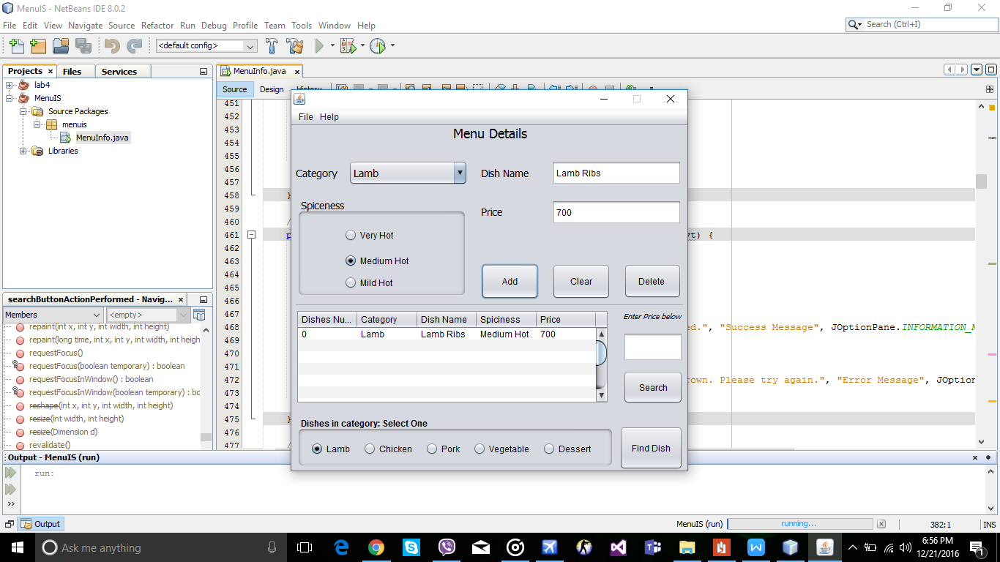 MenuIS - NetBeans IDE 8.0.2
File Edit View Navigate Source Refactor Run Debug Profile Team Tools Window Help
Search (Ctrl+I)
<default config>
Projects × Files Services
lab4
MenuIS
Source Packages
menuis
MenuInfo.java
Libraries
MenuInfo.java ×
Source Design History
451
452
453
454
455
456
457
458 }
459
460 /
461 p yt) {
462
463
464
465
466
467
468 ed.", "Success Message", JOptionPane.INFORMATION_M
469
470
471
472 own. Please try again.", "Error Message", JOption
473
474
475 }
476
477 /
File Help
Menu Details
Category Lamb Dish Name Lamb Ribs
Spiceness
Price 700
Very Hot
Medium Hot
Mild Hot
Add Clear Delete
Dishes Nu... Category Dish Name Spiciness Price
0 Lamb Lamb Ribs Medium Hot 700
Enter Price below
Search
Dishes in category: Select One
Lamb Chicken Pork Vegetable Dessert
Find Dish
searchButtonActionPerformed - Navig... ×
Members <empty>
repaint(int x, int y, int width, int height)
repaint(long time, int x, int y, int width, int heigh
requestFocus()
requestFocus(boolean temporary) : boolean
requestFocusInWindow() : boolean
requestFocusInWindow(boolean temporary) : bo
reshape(int x, int y, int width, int height)
resize(int width, int height)
resize(Dimension d)
revalidate()
Output - MenuIS (run)
run:
Output
MenuIS (run) running... 382:1 INS
Ask me anything
6:56 PM
12/21/2016
1